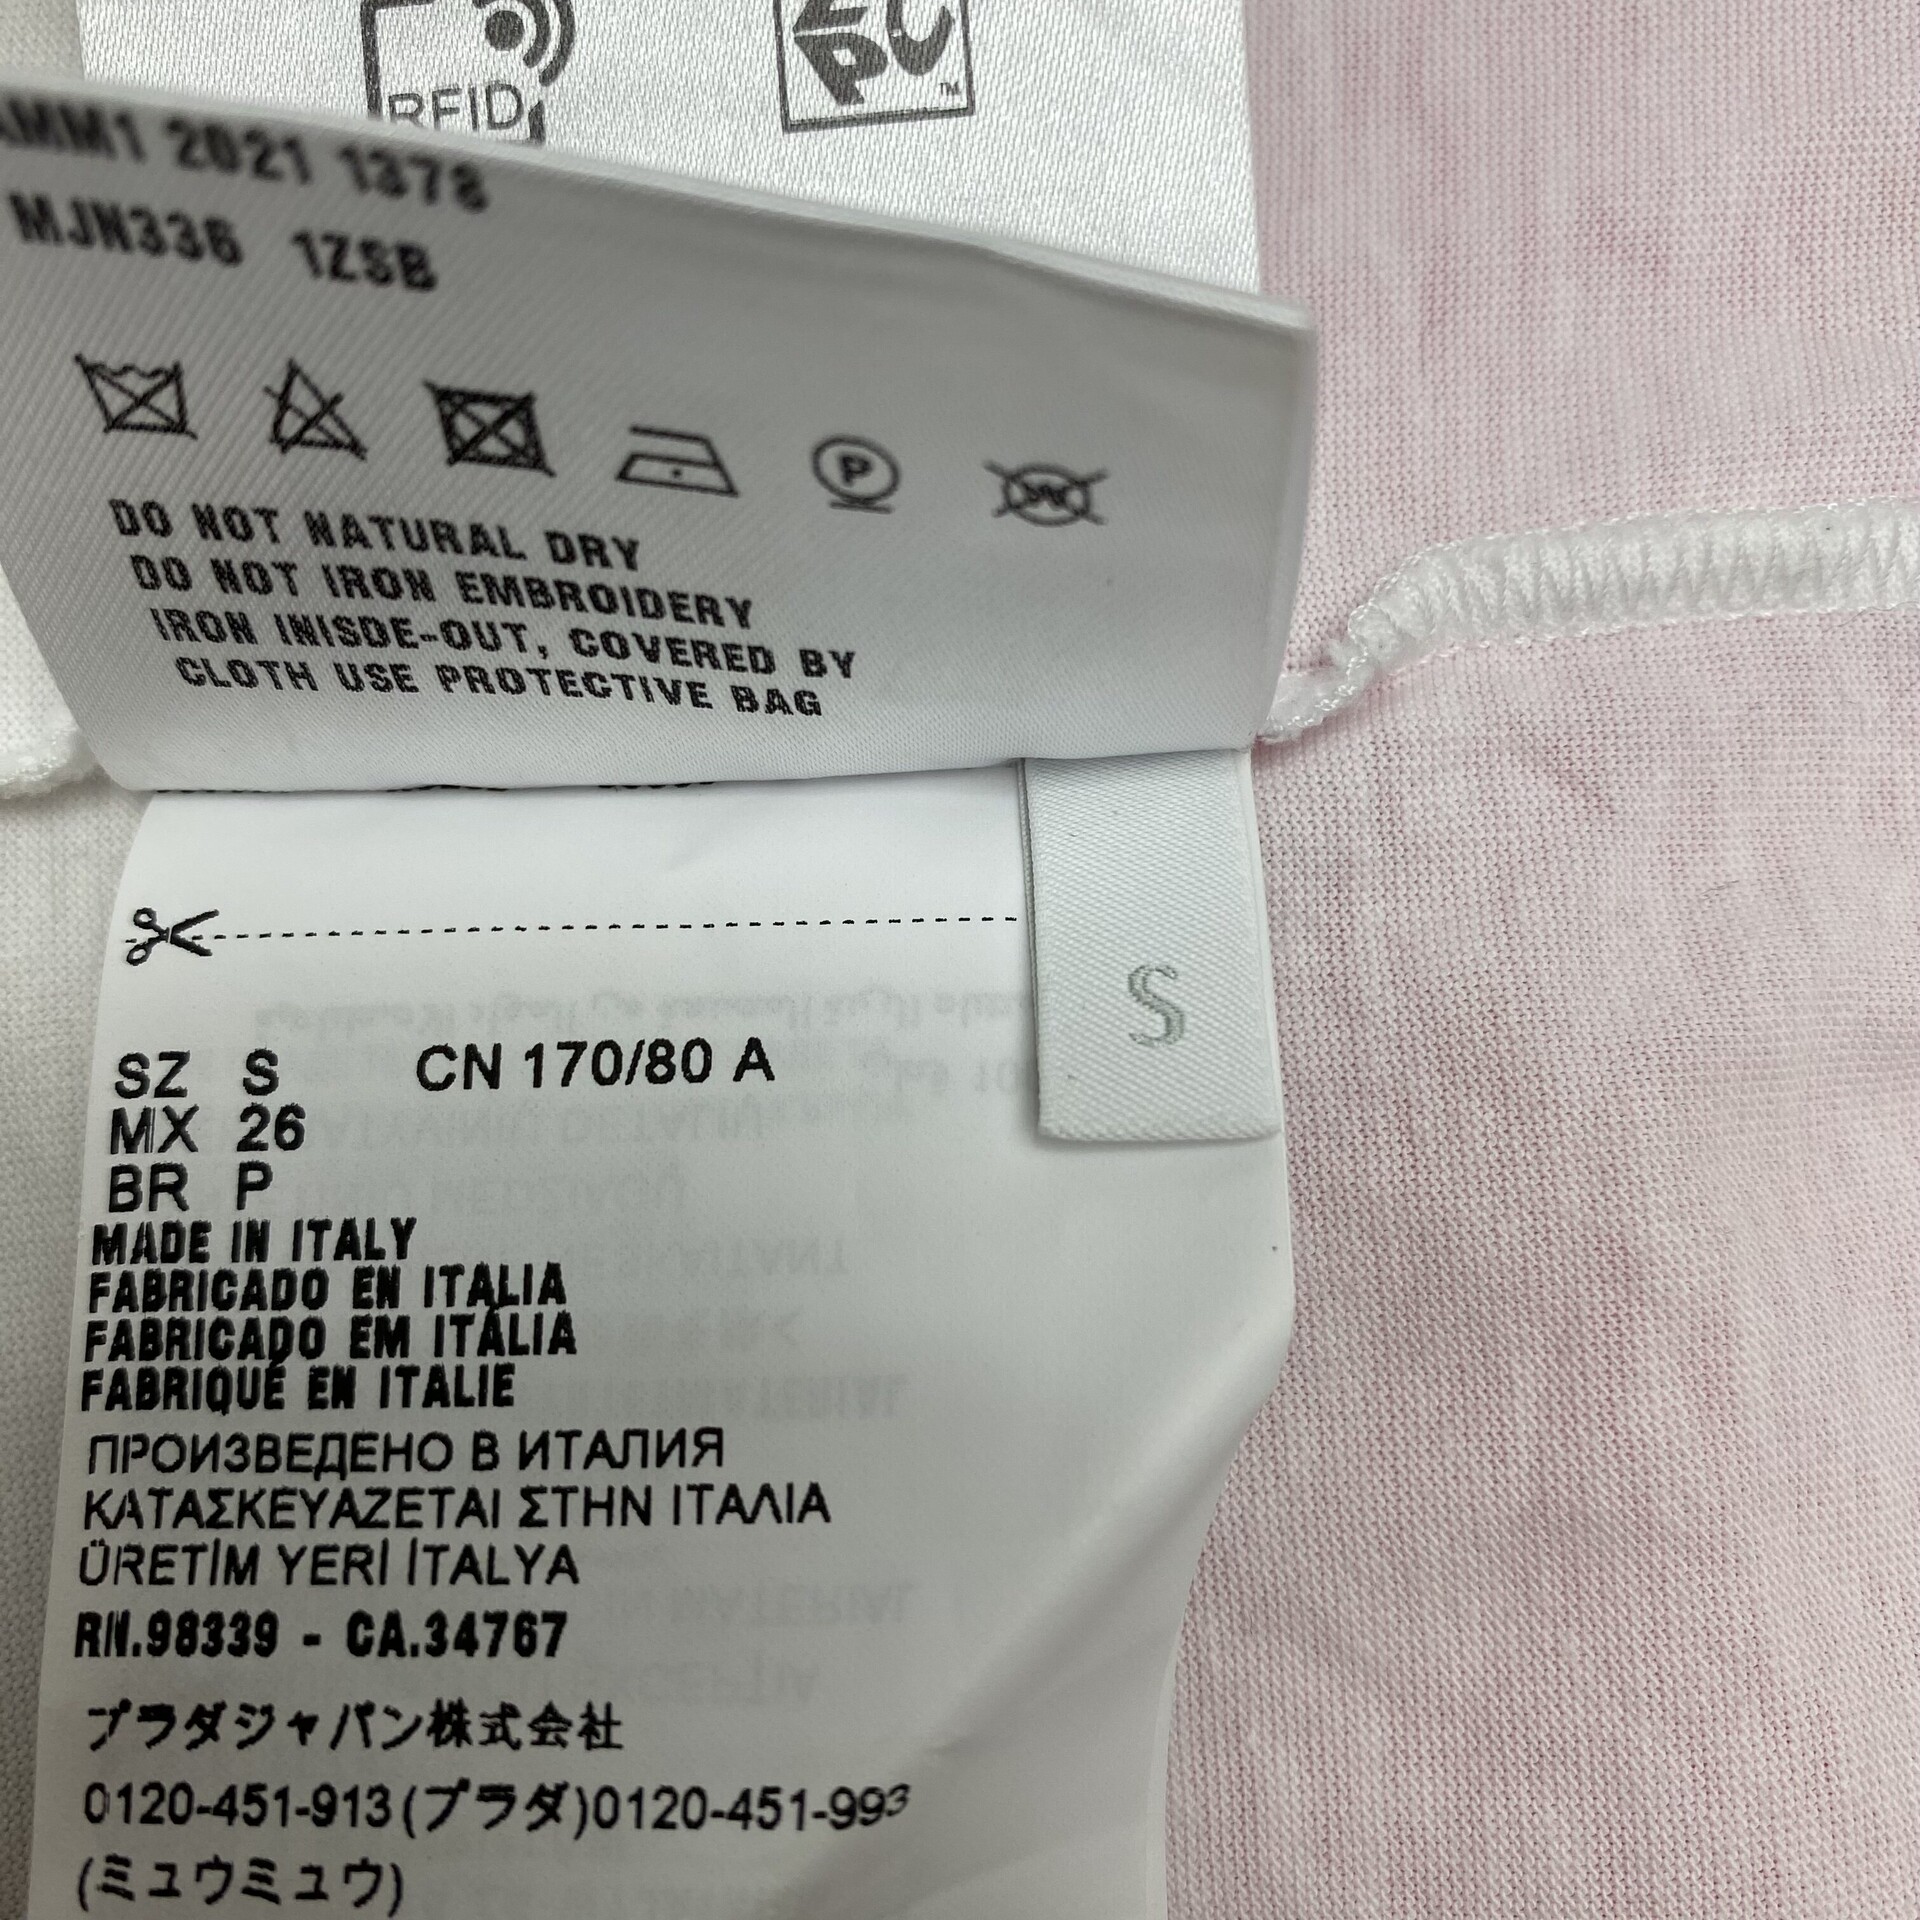 RFID
EPC
™
AMM1 2021 1378
MJN336 1ZSB
P
W
DO NOT NATURAL DRY
DO NOT IRON EMBROIDERY
IRON INISDE-OUT, COVERED BY
CLOTH USE PROTECTIVE BAG
S
SZ S CN 170/80 A
MX 26
BR P
MADE IN ITALY
FABRICADO EN ITALIA
FABRICADO EM ITÁLIA
FABRIQUÉ EN ITALIE
ПРОИЗВЕДЕНО В ИТАЛИЯ
ΚΑΤΑΣΚΕΥΑΖΕΤΑΙ ΣΤΗΝ ΙΤΑΛΙΑ
ÜRETİM YERİ İTALYA
RN.98339 - CA.34767
プラダジャパン株式会社
0120-451-913(プラダ)0120-451-993
(ミュウミュウ)